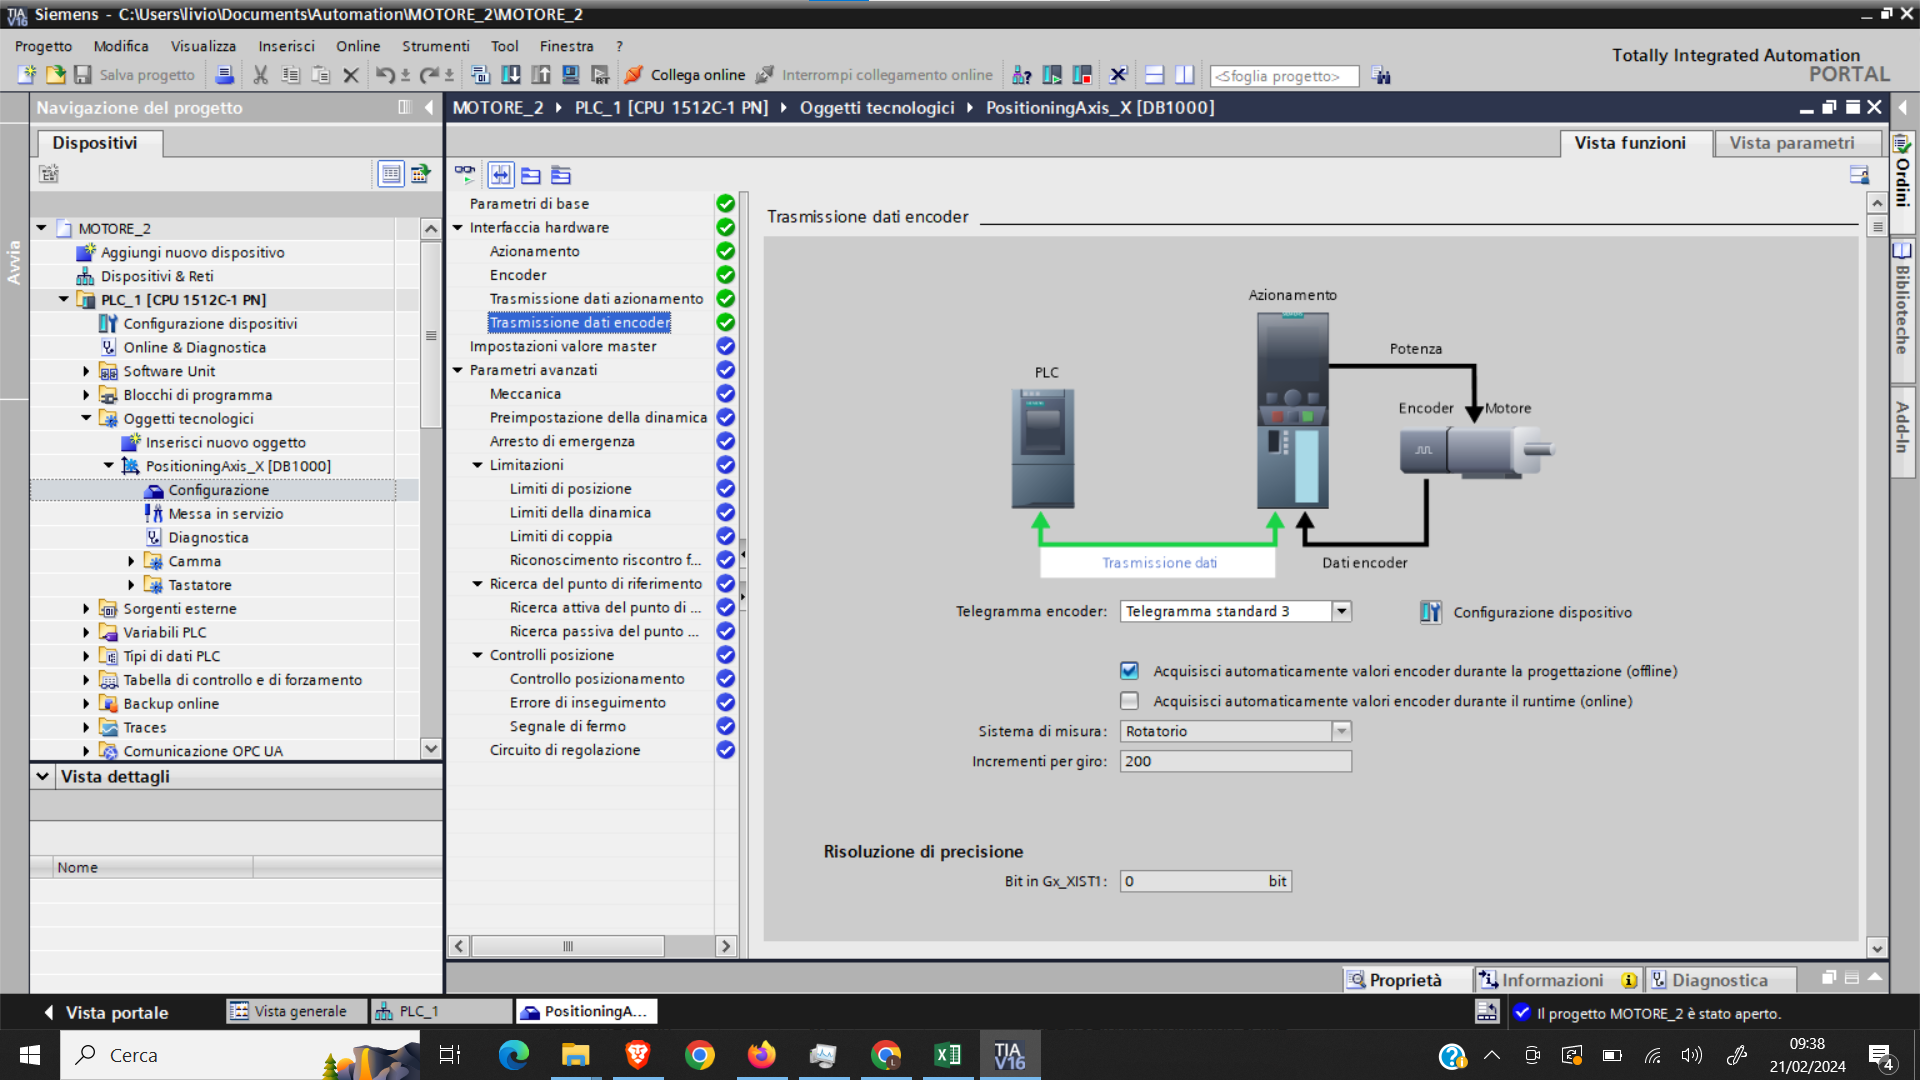 Siemens - C:\Users\livio\Documents\Automation\MOTORE_2\MOTORE_2
Progetto Modifica Visualizza Inserisci Online Strumenti Tool Finestra ?
Totally Integrated Automation
PORTAL
Salva progetto Collega online Interrompi collegamento online <Sfoglia progetto>
Navigazione del progetto
MOTORE_2 PLC_1 [CPU 1512C-1 PN] Oggetti tecnologici PositioningAxis_X [DB1000]
Dispositivi
Vista funzioni Vista parametri
Avvia
MOTORE_2
Aggiungi nuovo dispositivo
Dispositivi & Reti
PLC_1 [CPU 1512C-1 PN]
Configurazione dispositivi
Online & Diagnostica
Software Unit
Blocchi di programma
Oggetti tecnologici
Inserisci nuovo oggetto
PositioningAxis_X [DB1000]
Configurazione
Messa in servizio
Diagnostica
Camma
Tastatore
Sorgenti esterne
Variabili PLC
Tipi di dati PLC
Tabella di controllo e di forzamento
Backup online
Traces
Comunicazione OPC UA
Vista dettagli
Nome
Parametri di base
Interfaccia hardware
Azionamento
Encoder
Trasmissione dati azionamento
Trasmissione dati encoder
Impostazioni valore master
Parametri avanzati
Meccanica
Preimpostazione della dinamica
Arresto di emergenza
Limitazioni
Limiti di posizione
Limiti della dinamica
Limiti di coppia
Riconoscimento riscontro f...
Ricerca del punto di riferimento
Ricerca attiva del punto di ...
Ricerca passiva del punto ...
Controlli posizione
Controllo posizionamento
Errore di inseguimento
Segnale di fermo
Circuito di regolazione
Trasmissione dati encoder
Azionamento
Potenza
PLC
Encoder Motore
Trasmissione dati
Dati encoder
Telegramma encoder: Telegramma standard 3 Configurazione dispositivo
Acquisisci automaticamente valori encoder durante la progettazione (offline)
Acquisisci automaticamente valori encoder durante il runtime (online)
Sistema di misura: Rotatorio
Incrementi per giro: 200
Risoluzione di precisione
Bit in Gx_XIST1: 0 bit
Ordini
Biblioteche
Add-In
Proprietà Informazioni Diagnostica
Vista portale Vista generale PLC_1 PositioningA...
Il progetto MOTORE_2 è stato aperto.
Cerca
TIA
V16
09:38
21/02/2024
4